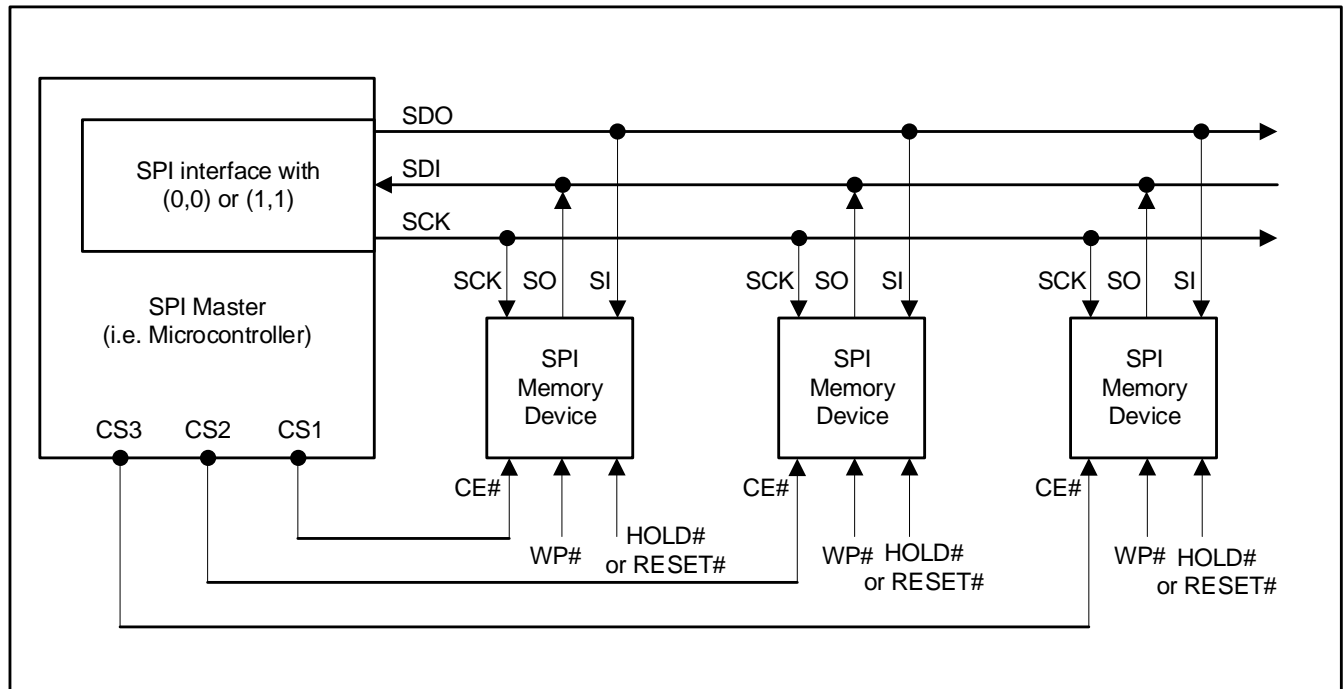 SDO
SPI interface with
(0,0) or (1,1)
SDI
SCK
SPI Master
(i.e. Microcontroller)
SCK SO SI
SCK SO SI
SCK SO SI
SPI
Memory
Device
SPI
Memory
Device
SPI
Memory
Device
CS3 CS2 CS1
CE#
WP#
HOLD#
or RESET#
CE#
WP#
HOLD#
or RESET#
CE#
WP#
HOLD#
or RESET#